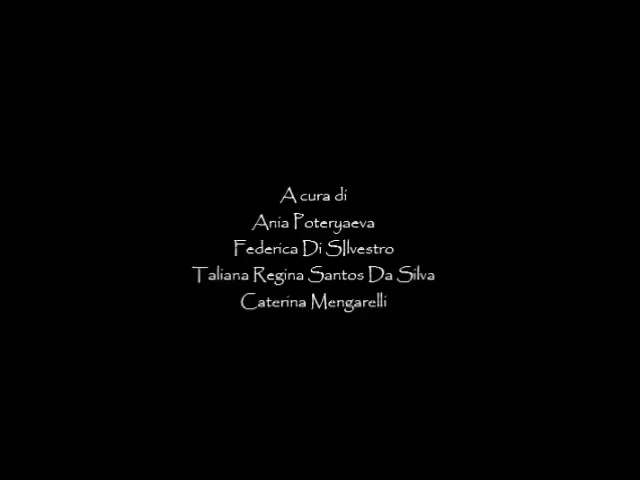 A cura di
Ania Poteryaeva
Federica Di SIlvestro
Taliana Regina Santos Da Silva
Caterina Mengarelli